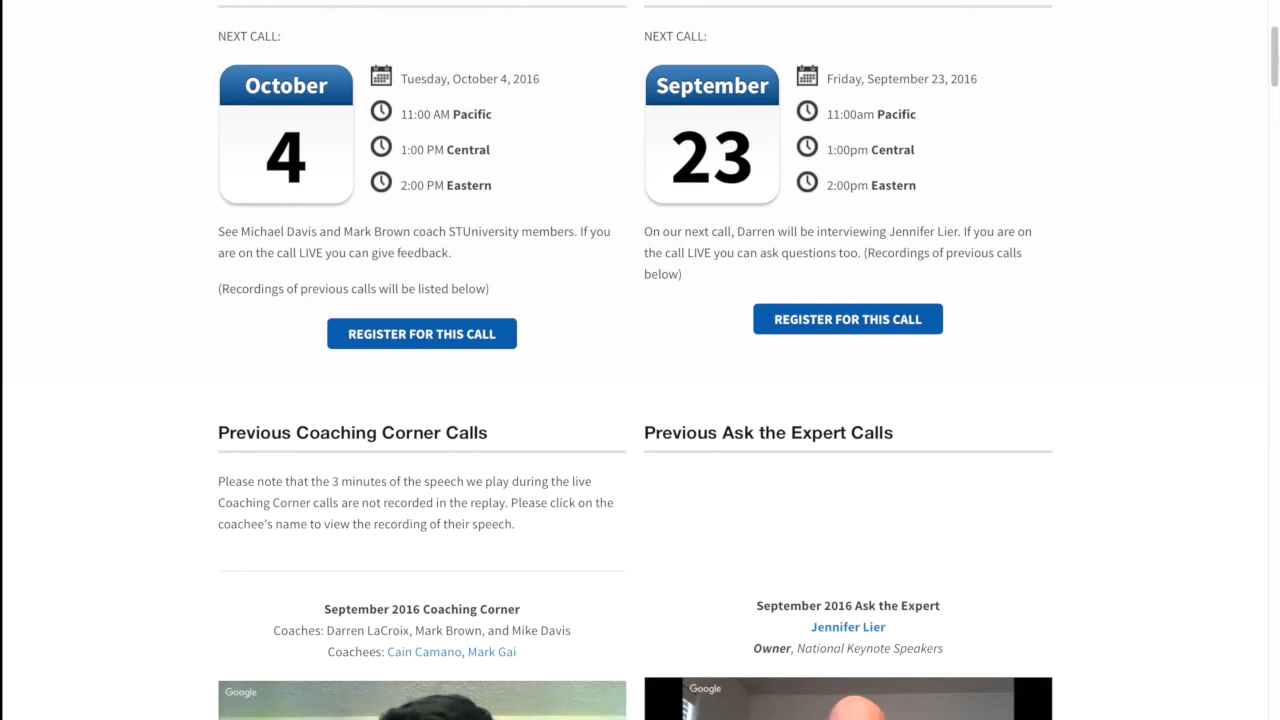 NEXT CALL:
October
4
Tuesday, October 4, 2016
11:00 AM Pacific
1:00 PM Central
2:00 PM Eastern
See Michael Davis and Mark Brown coach STUniversity members. If you
are on the call LIVE you can give feedback.
(Recordings of previous calls will be listed below)
REGISTER FOR THIS CALL
NEXT CALL:
September
23
Friday, September 23, 2016
11:00am Pacific
1:00pm Central
2:00pm Eastern
On our next call, Darren will be interviewing Jennifer Lier. If you are on
the call LIVE you can ask questions too. (Recordings of previous calls
below)
REGISTER FOR THIS CALL
Previous Coaching Corner Calls
Please note that the 3 minutes of the speech we play during the live
Coaching Corner calls are not recorded in the replay. Please click on the
coachee's name to view the recording of their speech.
September 2016 Coaching Corner
Coaches: Darren LaCroix, Mark Brown, and Mike Davis
Coachees: Cain Camano, Mark Gai
Google
Previous Ask the Expert Calls
September 2016 Ask the Expert
Jennifer Lier
Owner, National Keynote Speakers
Google